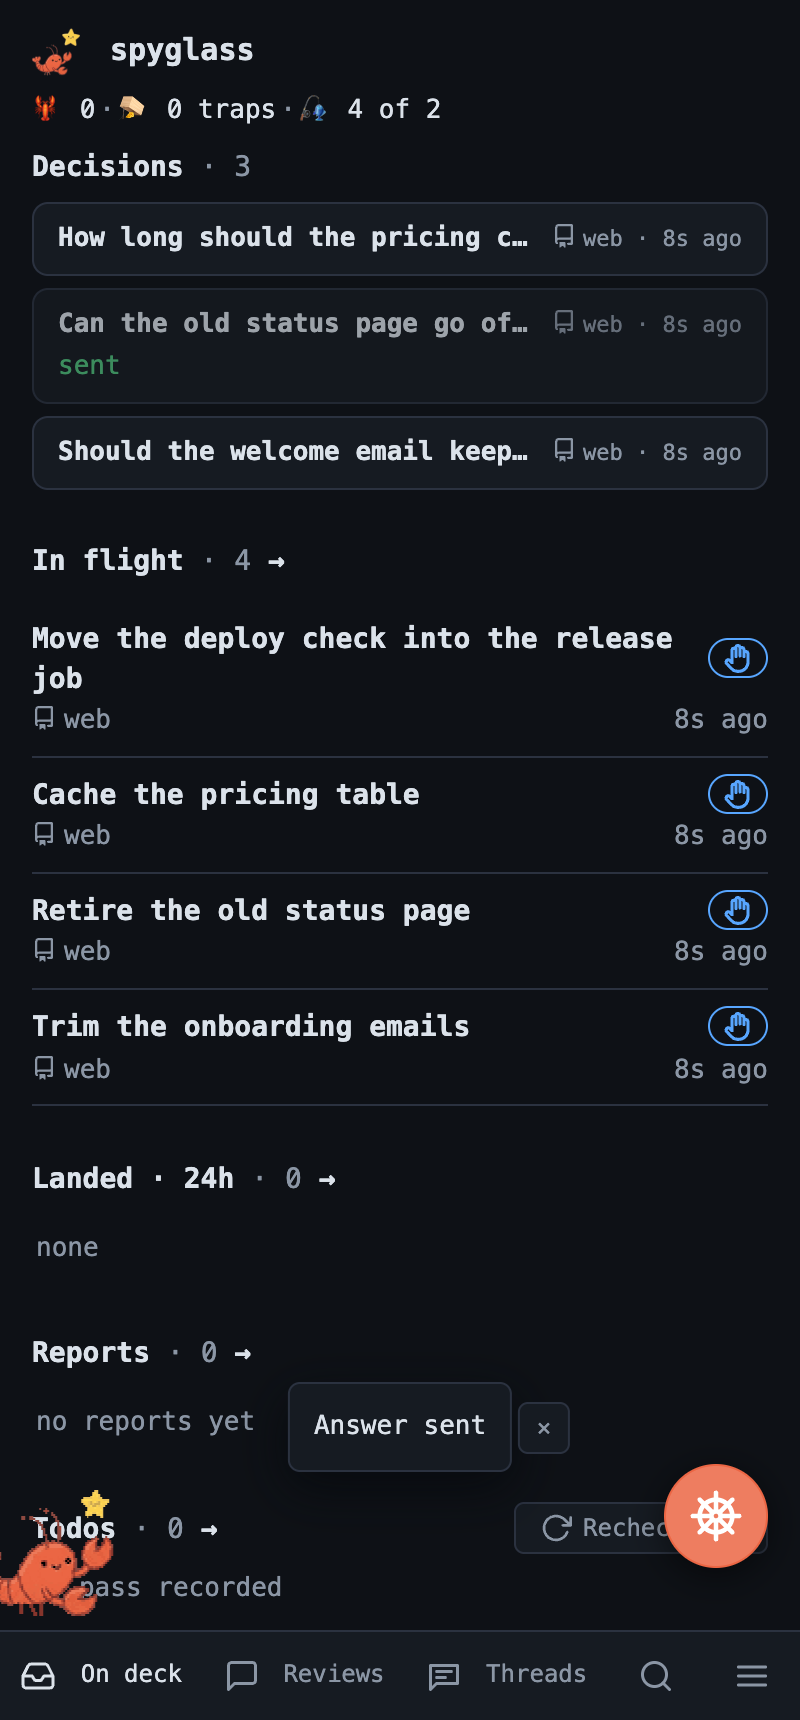 spyglass
0 · 0 traps · 4 of 2
Decisions · 3
How long should the pricing c… web · 8s ago
Can the old status page go of… web · 8s ago
sent
Should the welcome email keep… web · 8s ago
In flight · 4 →
Move the deploy check into the release
job
web 8s ago
Cache the pricing table
web 8s ago
Retire the old status page
web 8s ago
Trim the onboarding emails
web 8s ago
Landed · 24h · 0 →
none
Reports · 0 →
no reports yet
Answer sent ×
Todos · 0 →
pass recorded
On deck Reviews Threads